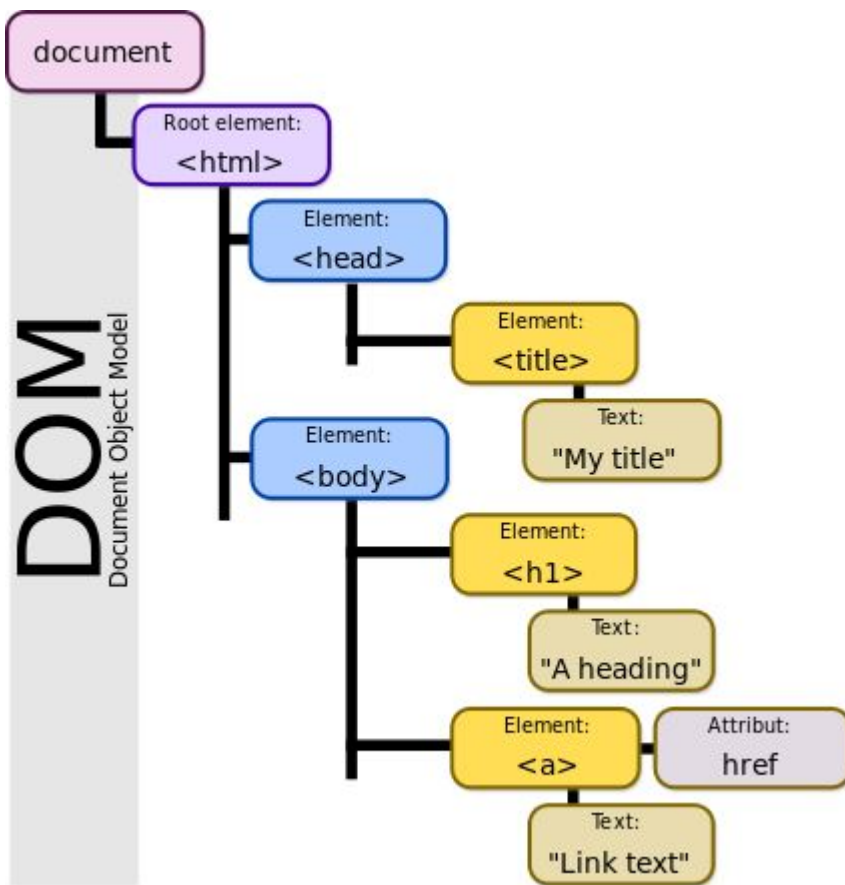 document
Root element:
<html>
Element:
<head>
Element:
<title>
Text:
"My title"
Element:
<body>
Element:
<h1>
Text:
"A heading"
Element:
<a>
Attribut:
href
Text:
"Link text"
DOM
Document Object Model